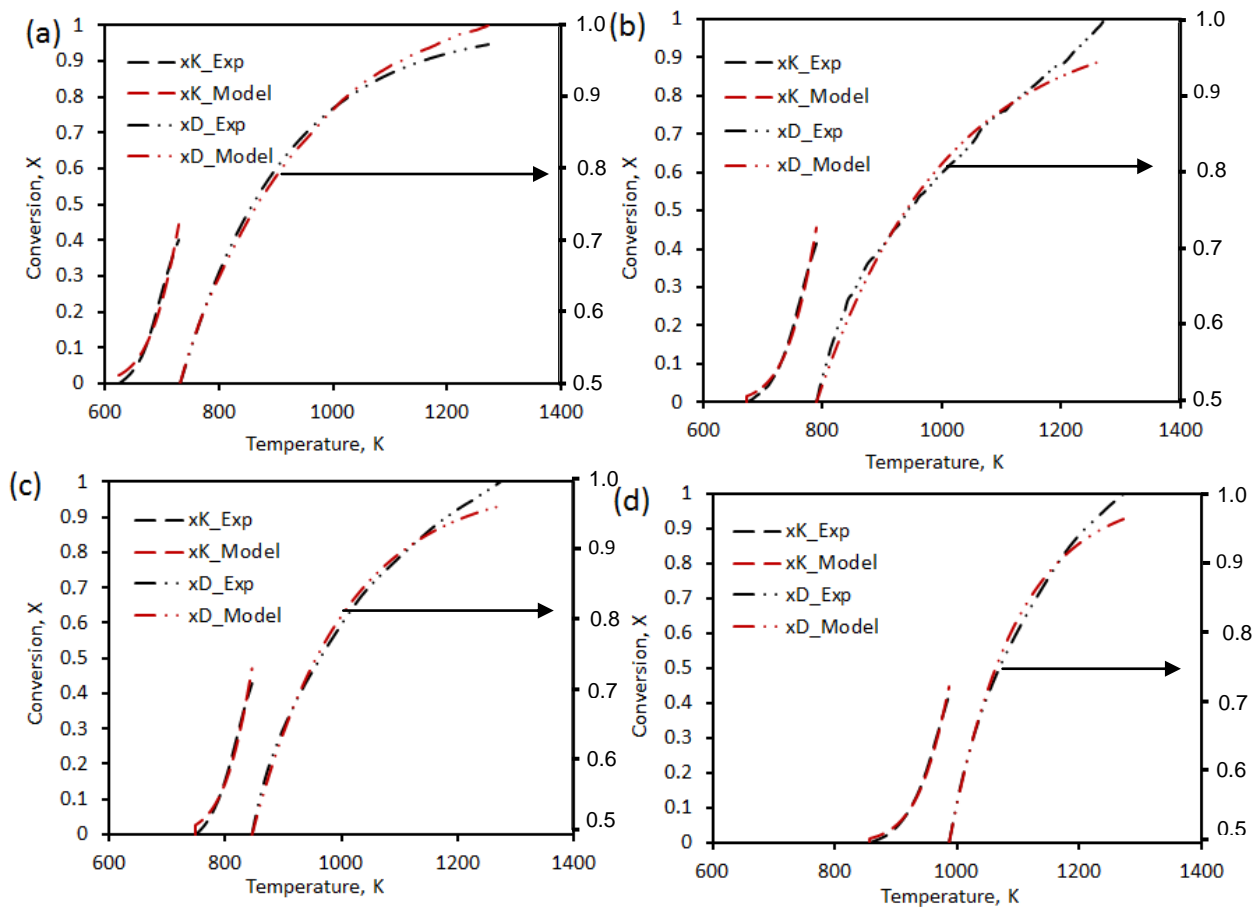 (a)
xK_Exp
xK_Model
xD_Exp
xD_Model
Conversion, X
1
0.9
0.8
0.7
0.6
0.5
0.4
0.3
0.2
0.1
0
1.0
0.9
0.8
0.7
0.6
0.5
600 800 1000 1200 1400
Temperature, K
(b)
xK_Exp
xK_Model
xD_Exp
xD_Model
Conversion, X
1
0.9
0.8
0.7
0.6
0.5
0.4
0.3
0.2
0.1
0
1.0
0.9
0.8
0.7
0.6
0.5
600 800 1000 1200 1400
Temperature, K
(c)
xK_Exp
xK_Model
xD_Exp
xD_Model
Conversion, X
1
0.9
0.8
0.7
0.6
0.5
0.4
0.3
0.2
0.1
0
1.0
0.9
0.8
0.7
0.6
0.5
600 800 1000 1200 1400
Temperature, K
(d)
xK_Exp
xK_Model
xD_Exp
xD_Model
Conversion, X
1
0.9
0.8
0.7
0.6
0.5
0.4
0.3
0.2
0.1
0
1.0
0.9
0.8
0.7
0.6
0.5
600 800 1000 1200 1400
Temperature, K